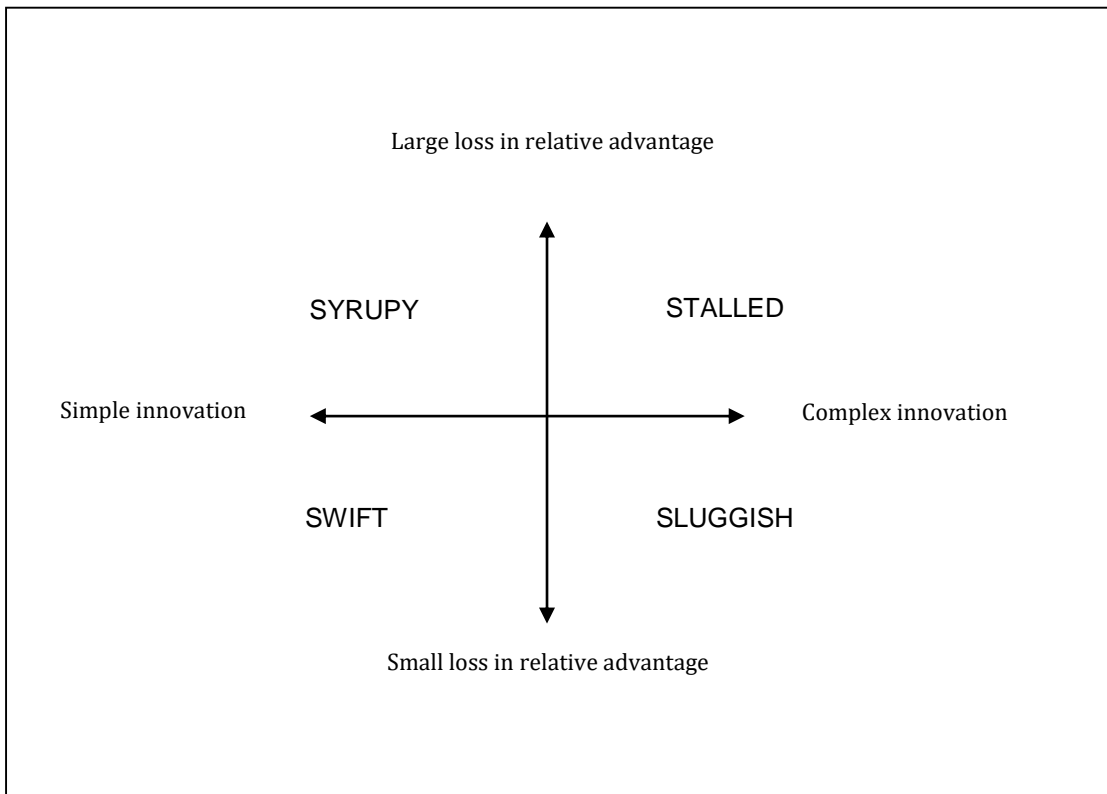 Large loss in relative advantage
SYRUPY
STALLED
Simple innovation
Complex innovation
SWIFT
SLUGGISH
Small loss in relative advantage